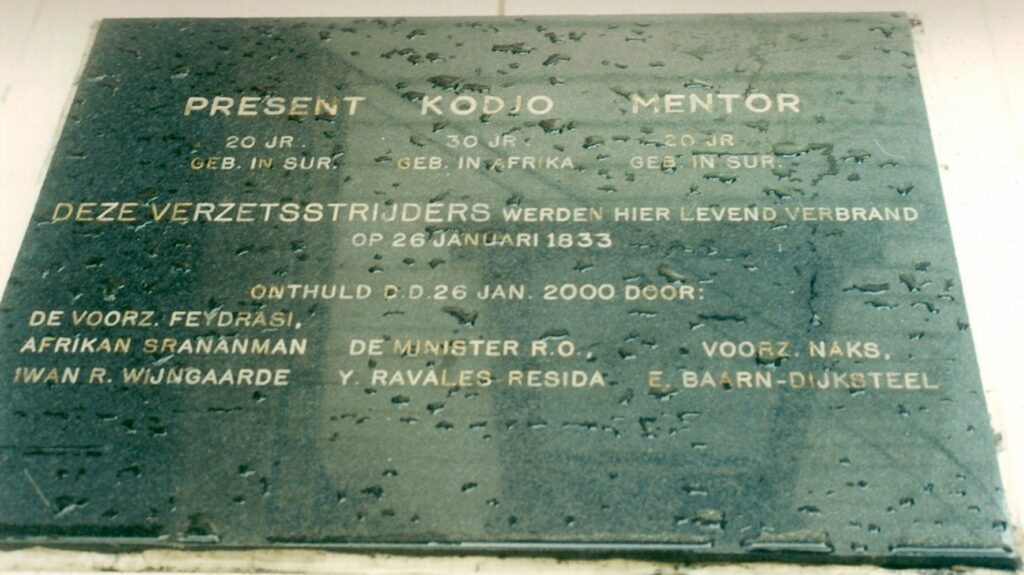 PRESENT KODJO MENTOR
20 JR. 30 JR. 20 JR.
GEB. IN SUR. GEB. IN AFRIKA. GEB. IN SUR.
DEZE VERZETSSTRIJDERS WERDEN HIER LEVEND VERBRAND
OP 26 JANUARI 1833
ONTHULD D.D. 26 JAN. 2000 DOOR:
DE VOORZ. FEYDRASI,
AFRIKAN SRANANMAN DE MINISTER R.O., VOORZ. NAKS,
IWAN R. WIJNGAARDE Y. RAVALES-RESIDA E. BAARN-DIJKSTEEL